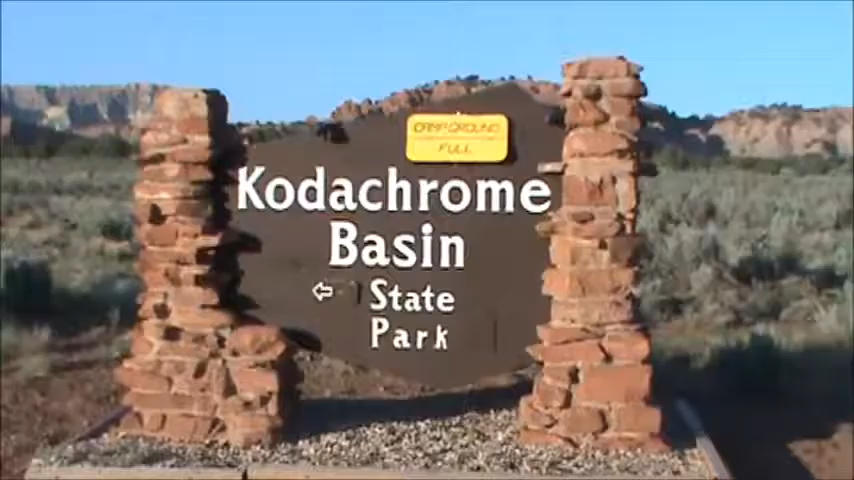 CAMPGROUND
FULL
Kodachrome
Basin
State
Park